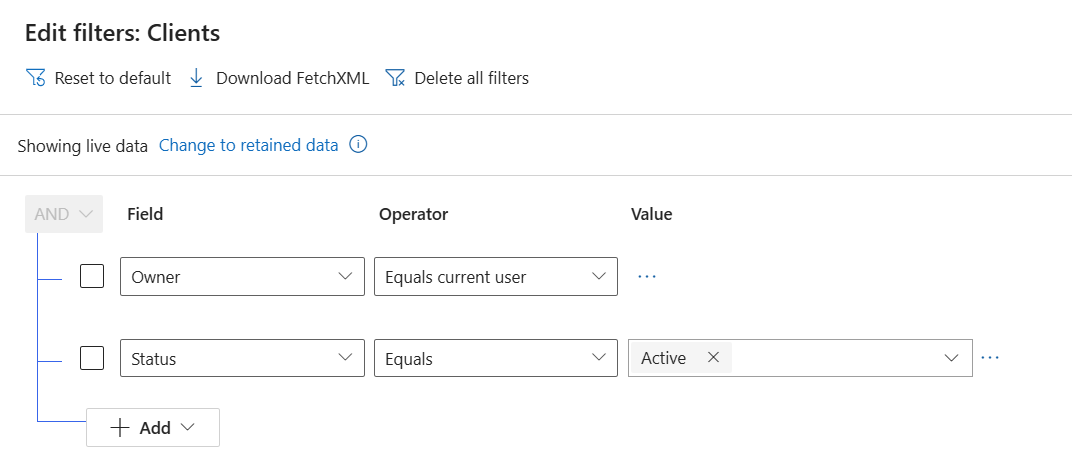 Edit filters: Clients
Reset to default Download FetchXML Delete all filters
Showing live data Change to retained data
AND Field Operator Value
Owner Equals current user ...
Status Equals Active ...
Add